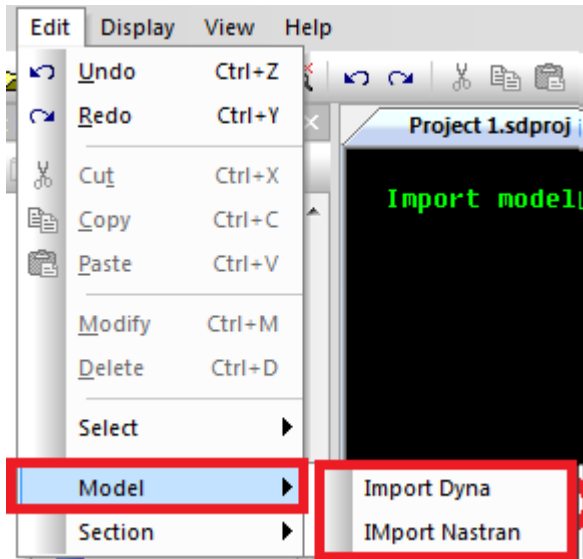 Edit Display View Help
Undo Ctrl+Z
Redo Ctrl+Y
Project 1.sdproj
Cut Ctrl+X
Import model
Copy Ctrl+C
Paste Ctrl+V
Modify Ctrl+M
Delete Ctrl+D
Select
Model
Import Dyna
Section
IMport Nastran